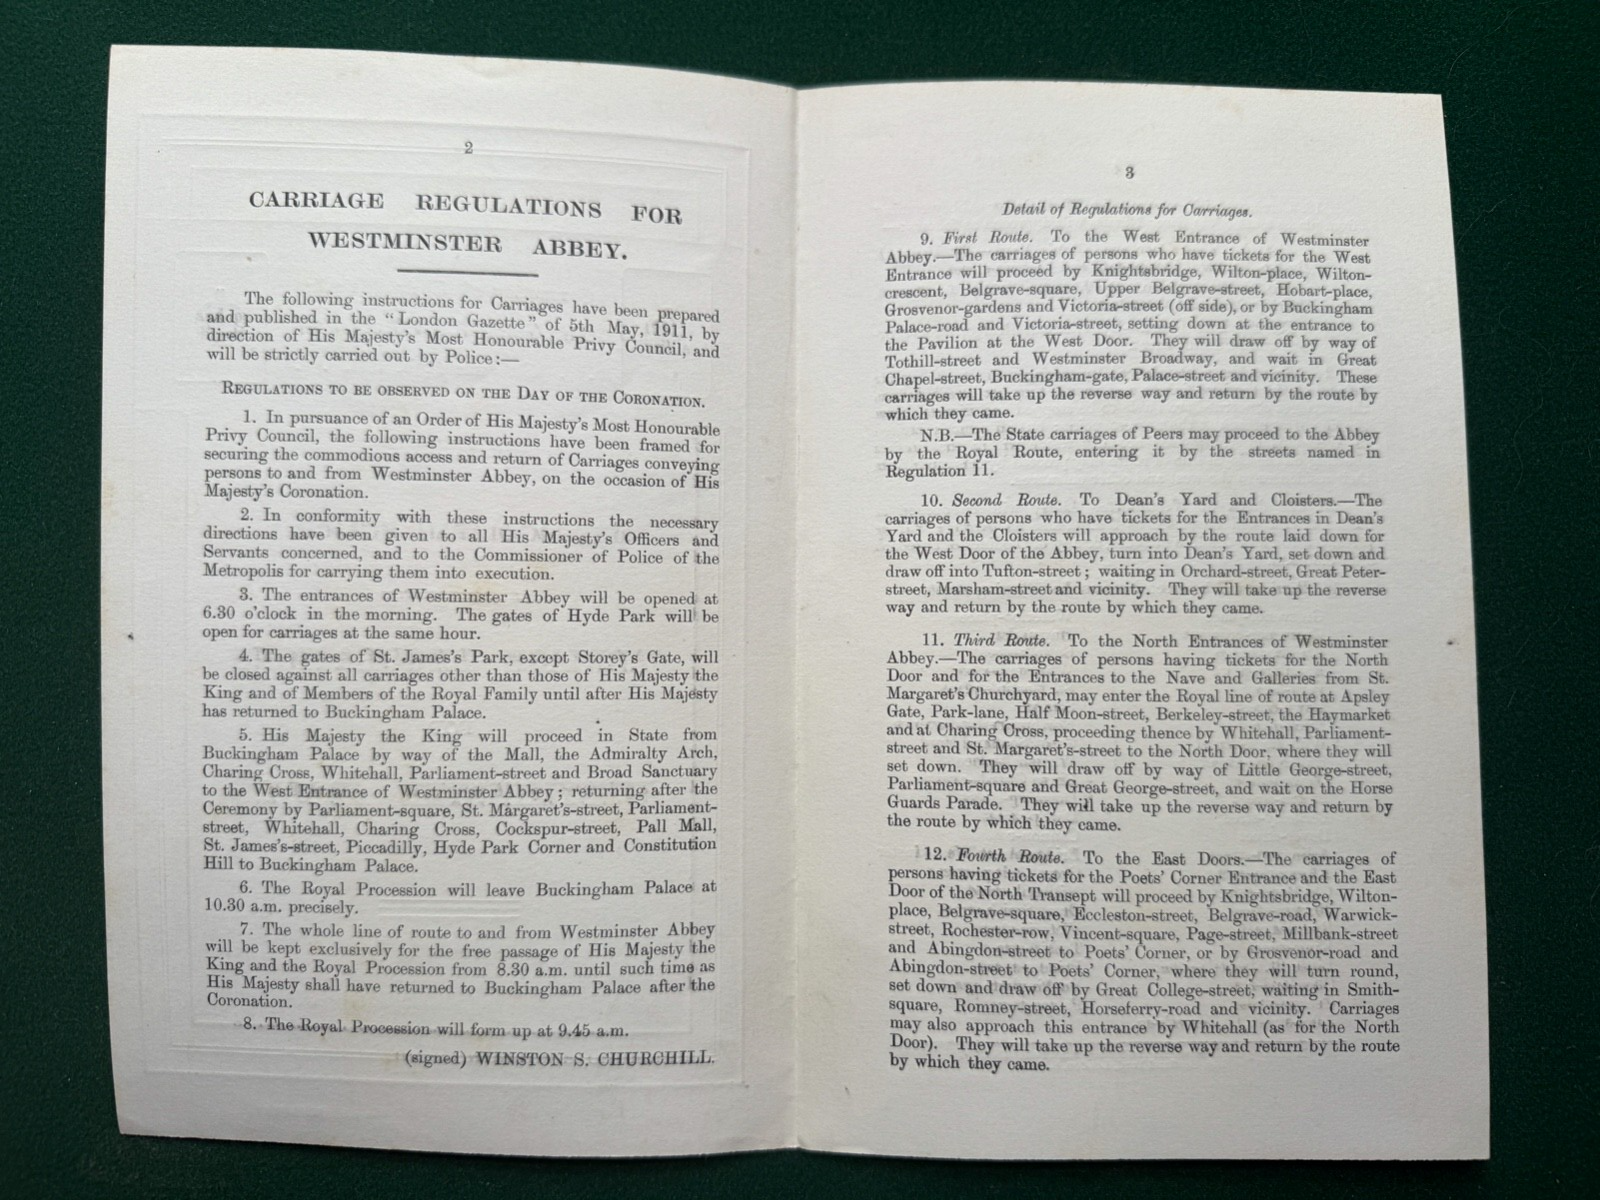 2
CARRIAGE REGULATIONS FOR
WESTMINSTER ABBEY.
The following instructions for Carriages have been prepared
and published in the "London Gazette" of 5th May, 1911, by
direction of His Majesty's Most Honourable Privy Council, and
will be strictly carried out by Police:—
REGULATIONS TO BE OBSERVED ON THE DAY OF THE CORONATION.
1. In pursuance of an Order of His Majesty's Most Honourable
Privy Council, the following instructions have been framed for
securing the commodious access and return of Carriages conveying
persons to and from Westminster Abbey, on the occasion of His
Majesty's Coronation.
2. In conformity with these instructions the necessary
directions have been given to all His Majesty's Officers and
Servants concerned, and to the Commissioner of Police of the
Metropolis for carrying them into execution.
3. The entrances of Westminster Abbey will be opened at
6.30 o'clock in the morning. The gates of Hyde Park will be
open for carriages at the same hour.
4. The gates of St. James's Park, except Storey's Gate, will
be closed against all carriages other than those of His Majesty the
King and of Members of the Royal Family until after His Majesty
has returned to Buckingham Palace.
5. His Majesty the King will proceed in State from
Buckingham Palace by way of the Mall, the Admiralty Arch,
Charing Cross, Whitehall, Parliament-street and Broad Sanctuary
to the West Entrance of Westminster Abbey; returning after the
Ceremony by Parliament-square, St. Margaret's-street, Parliament-
street, Whitehall, Charing Cross, Cockspur-street, Pall Mall,
St. James's-street, Piccadilly, Hyde Park Corner and Constitution
Hill to Buckingham Palace.
6. The Royal Procession will leave Buckingham Palace at
10.30 a.m. precisely.
7. The whole line of route to and from Westminster Abbey
will be kept exclusively for the free passage of His Majesty the
King and the Royal Procession from 8.30 a.m. until such time as
His Majesty shall have returned to Buckingham Palace after the
Coronation.
8. The Royal Procession will form up at 9.45 a.m.
(signed) WINSTON S. CHURCHILL.
3
Detail of Regulations for Carriages.
9. First Route. To the West Entrance of Westminster
Abbey.—The carriages of persons who have tickets for the West
Entrance will proceed by Knightsbridge, Wilton-place, Wilton-
crescent, Belgrave-square, Upper Belgrave-street, Hobart-place,
Grosvenor-gardens and Victoria-street (off side), or by Buckingham
Palace-road and Victoria-street, setting down at the entrance to
the Pavilion at the West Door. They will draw off by way of
Tothill-street and Westminster Broadway, and wait in Great
Chapel-street, Buckingham-gate, Palace-street and vicinity. These
carriages will take up the reverse way and return by the route by
which they came.
N.B.—The State carriages of Peers may proceed to the Abbey
by the Royal Route, entering it by the streets named in
Regulation 11.
10. Second Route. To Dean's Yard and Cloisters.—The
carriages of persons who have tickets for the Entrances in Dean's
Yard and the Cloisters will approach by the route laid down for
the West Door of the Abbey, turn into Dean's Yard, set down and
draw off into Tufton-street; waiting in Orchard-street, Great Peter-
street, Marsham-street and vicinity. They will take up the reverse
way and return by the route by which they came.
11. Third Route. To the North Entrances of Westminster
Abbey.—The carriages of persons having tickets for the North
Door and for the Entrances to the Nave and Galleries from St.
Margaret's Churchyard, may enter the Royal line of route at Apsley
Gate, Park-lane, Half Moon-street, Berkeley-street, the Haymarket
and at Charing Cross, proceeding thence by Whitehall, Parliament-
street and St. Margaret's-street to the North Door, where they will
set down. They will draw off by way of Little George-street,
Parliament-square and Great George-street, and wait on the Horse
Guards Parade. They will take up the reverse way and return by
the route by which they came.
12. Fourth Route. To the East Doors.—The carriages of
persons having tickets for the Poets' Corner Entrance and the East
Door of the North Transept will proceed by Knightsbridge, Wilton-
place, Belgrave-square, Eccleston-street, Belgrave-road, Warwick-
street, Rochester-row, Vincent-square, Page-street, Millbank-street
and Abingdon-street to Poets' Corner, or by Grosvenor-road and
Abingdon-street to Poets' Corner, where they will turn round,
set down and draw off by Great College-street, waiting in Smith-
square, Romney-street, Horseferry-road and vicinity. Carriages
may also approach this entrance by Whitehall (as for the North
Door). They will take up the reverse way and return by the route
by which they came.